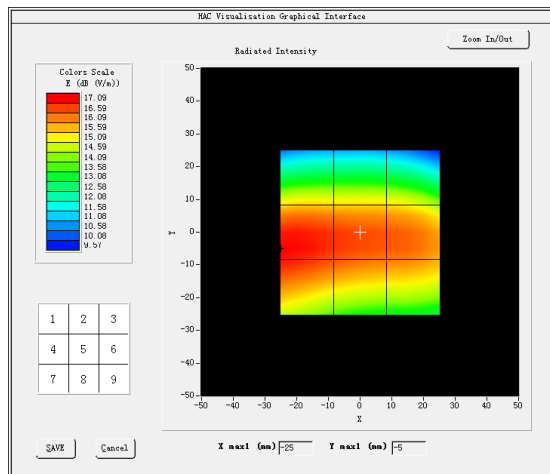 HAC Visualisation Graphical Interface
Zoom In/Out
Radiated Intensity
Colors Scale
E (dB (V/m))
17.09
16.59
16.09
15.59
15.09
14.59
14.09
13.58
13.08
12.58
12.08
11.58
11.08
10.58
10.08
9.57
50
40
30
20
10
0
-10
-20
-30
-40
-50
Y
-50 -40 -30 -20 -10 0 10 20 30 40 50
X
1 2 3
4 5 6
7 8 9
SAVE Cancel
X max1 (mm) -25 Y max1 (mm) -5